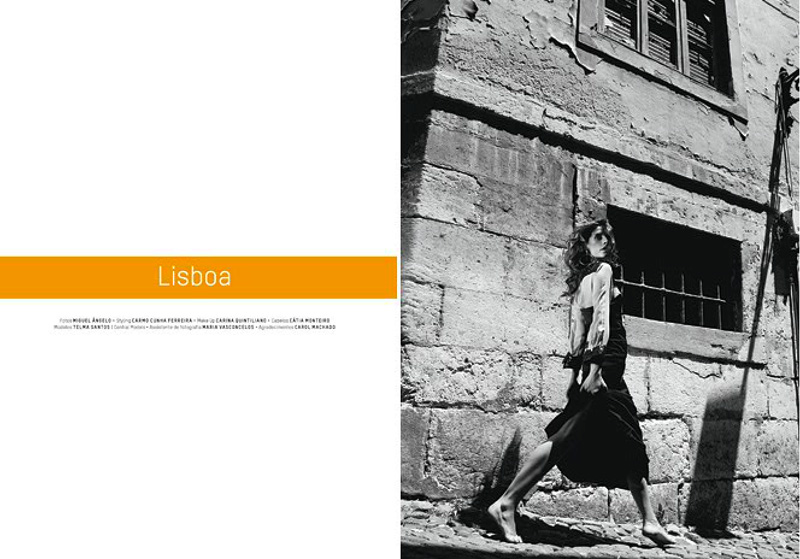 Lisboa
Fotos MIGUEL ÂNGELO • Styling CARMO CUNHA FERREIRA • Make Up CARINA QUINTILIANO • Cabelos CÁTIA MONTEIRO
Modelos TELMA SANTOS | Central Models • Assistente de fotografia MARIA VASCONCELOS • Agradecimentos CAROL MACHADO